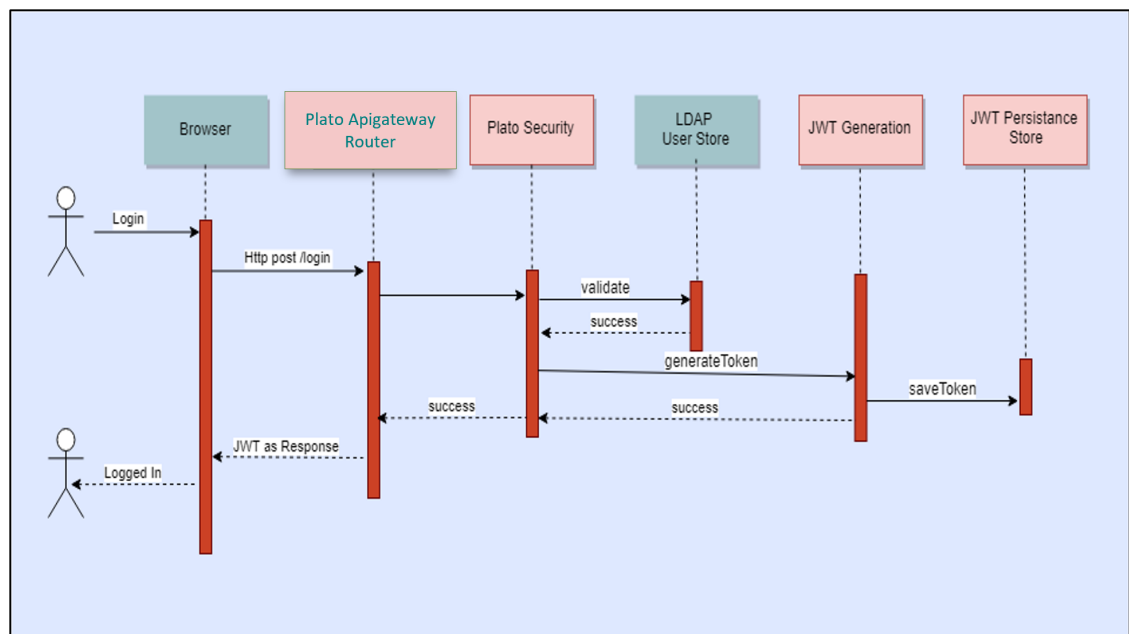 Browser
Plato Apigateway
Router
Plato Security
LDAP
User Store
JWT Generation
JWT Persistance
Store
Login
Http post /login
validate
success
generateToken
saveToken
success
success
JWT as Response
Logged In